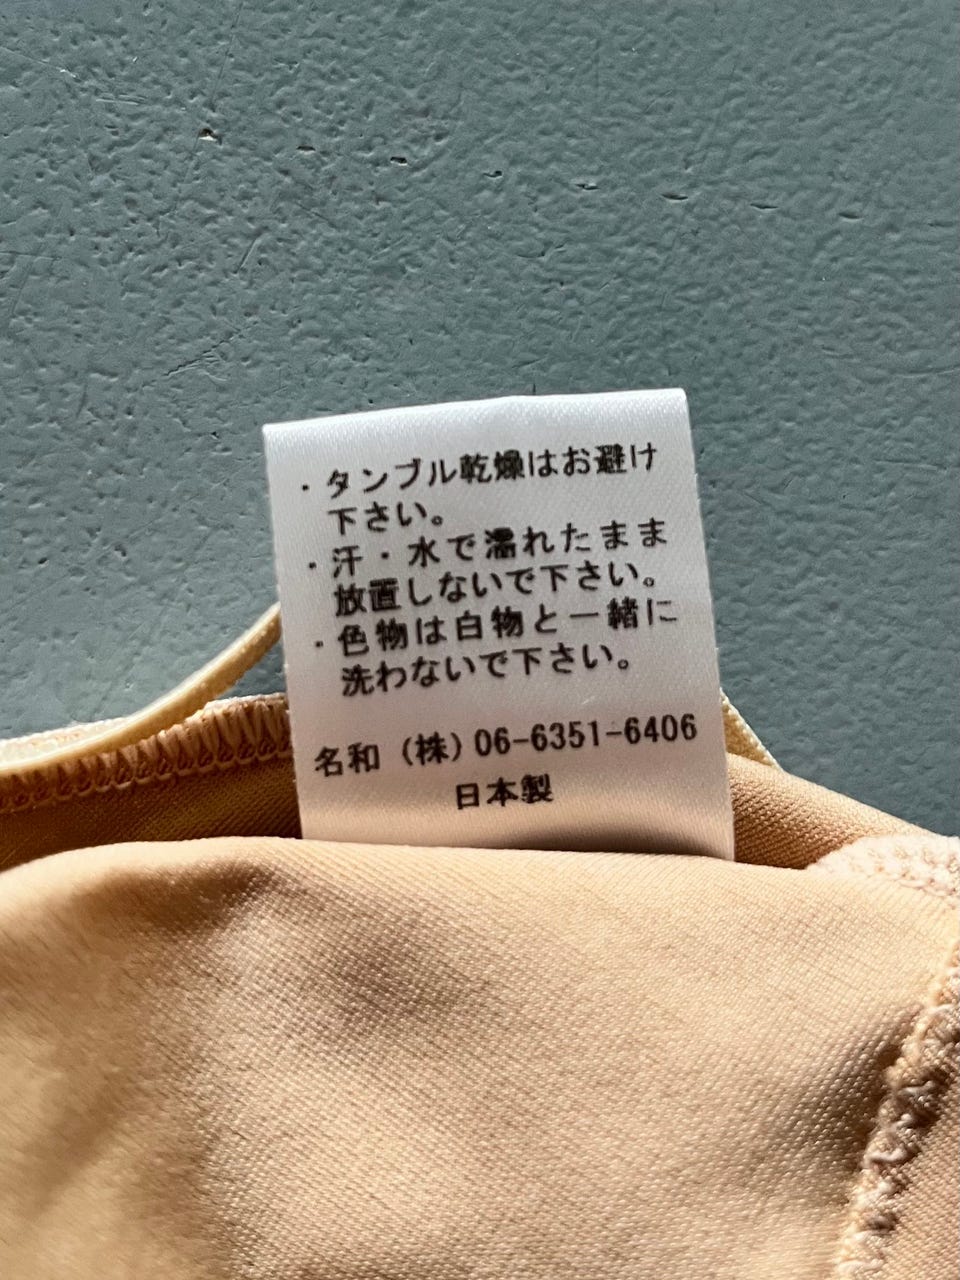 ・タンブル乾燥はお避け
下さい。
・汗・水で濡れたまま
放置しないで下さい。
・色物は白物と一緒に
洗わないで下さい。
名和（株）06-6351-6406
日本製